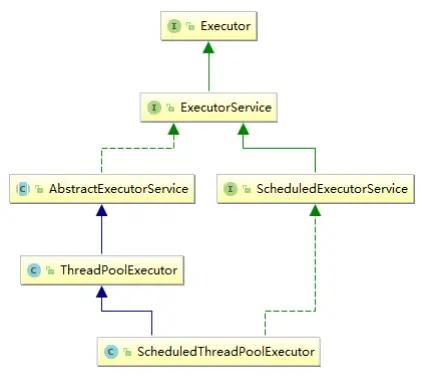 I Executor
I ExecutorService
C AbstractExecutorService
I ScheduledExecutorService
C ThreadPoolExecutor
C ScheduledThreadPoolExecutor